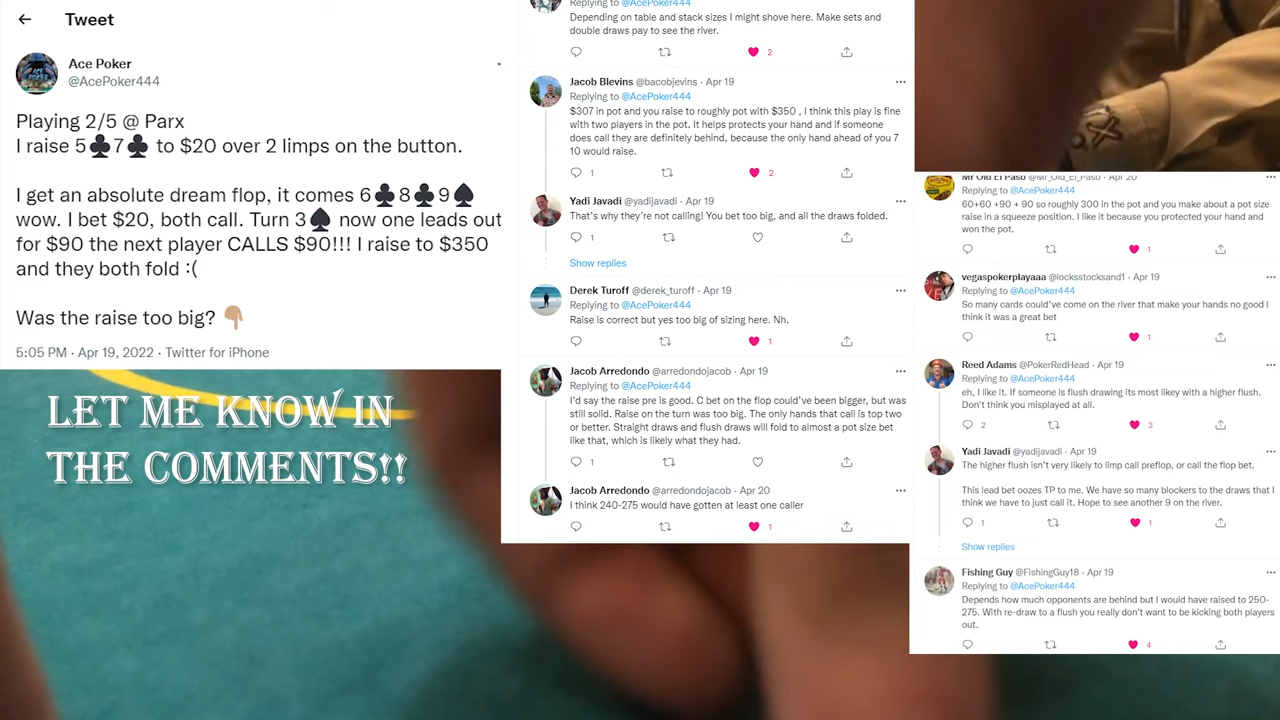 Tweet
Ace Poker
@AcePoker444
Playing 2/5 @ Parx
I raise 5♣7♣ to $20 over 2 limps on the button.
I get an absolute dream flop, it comes 6♣8♣9♠
wow. I bet $20, both call. Turn 3♠ now one leads out
for $90 the next player CALLS $90!!! I raise to $350
and they both fold :(
Was the raise too big? 👇🏽
5:05 PM · Apr 19, 2022 · Twitter for iPhone
LET ME KNOW IN
THE COMMENTS!!
Replying to @AcePoker444
Depending on table and stack sizes I might shove here. Make sets and
double draws pay to see the river.
2
Jacob Blevins @bacobjevins · Apr 19
Replying to @AcePoker444
$307 in pot and you raise to roughly pot with $350 , I think this play is fine
with two players in the pot. It helps protects your hand and if someone
does call they are definitely behind, because the only hand ahead of you 7
10 would raise.
1 2
Yadi Javadi @yadijavadi · Apr 19
That's why they're not calling! You bet too big, and all the draws folded.
1
Show replies
Derek Turoff @derek_turoff · Apr 19
Replying to @AcePoker444
Raise is correct but yes too big of sizing here. Nh.
1
Jacob Arredondo @arredondojacob · Apr 19
Replying to @AcePoker444
I'd say the raise pre is good. C bet on the flop could've been bigger, but was
still solid. Raise on the turn was too big. The only hands that call is top two
or better. Straight draws and flush draws will fold to almost a pot size bet
like that, which is likely what they had.
1
Jacob Arredondo @arredondojacob · Apr 20
I think 240-275 would have gotten at least one caller
1
Mr Old El Paso @Mr_Old_El_Paso · Apr 20
Replying to @AcePoker444
60+60 +90 + 90 so roughly 300 in the pot and you make about a pot size
raise in a squeeze position. I like it because you protected your hand and
won the pot.
1
vegaspokerplayaaa @locksstocksand1 · Apr 19
Replying to @AcePoker444
So many cards could've come on the river that make your hands no good I
think it was a great bet
1
Reed Adams @PokerRedHead · Apr 19
Replying to @AcePoker444
eh, I like it. If someone is flush drawing its most likey with a higher flush.
Don't think you misplayed at all.
2 3
Yadi Javadi @yadijavadi · Apr 19
The higher flush isn't very likely to limp call preflop, or call the flop bet.
This lead bet oozes TP to me. We have so many blockers to the draws that I
think we have to just call it. Hope to see another 9 on the river.
1 1
Show replies
Fishing Guy @FishingGuy18 · Apr 19
Replying to @AcePoker444
Depends how much opponents are behind but I would have raised to 250-
275. With re-draw to a flush you really don't want to be kicking both players
out.
4